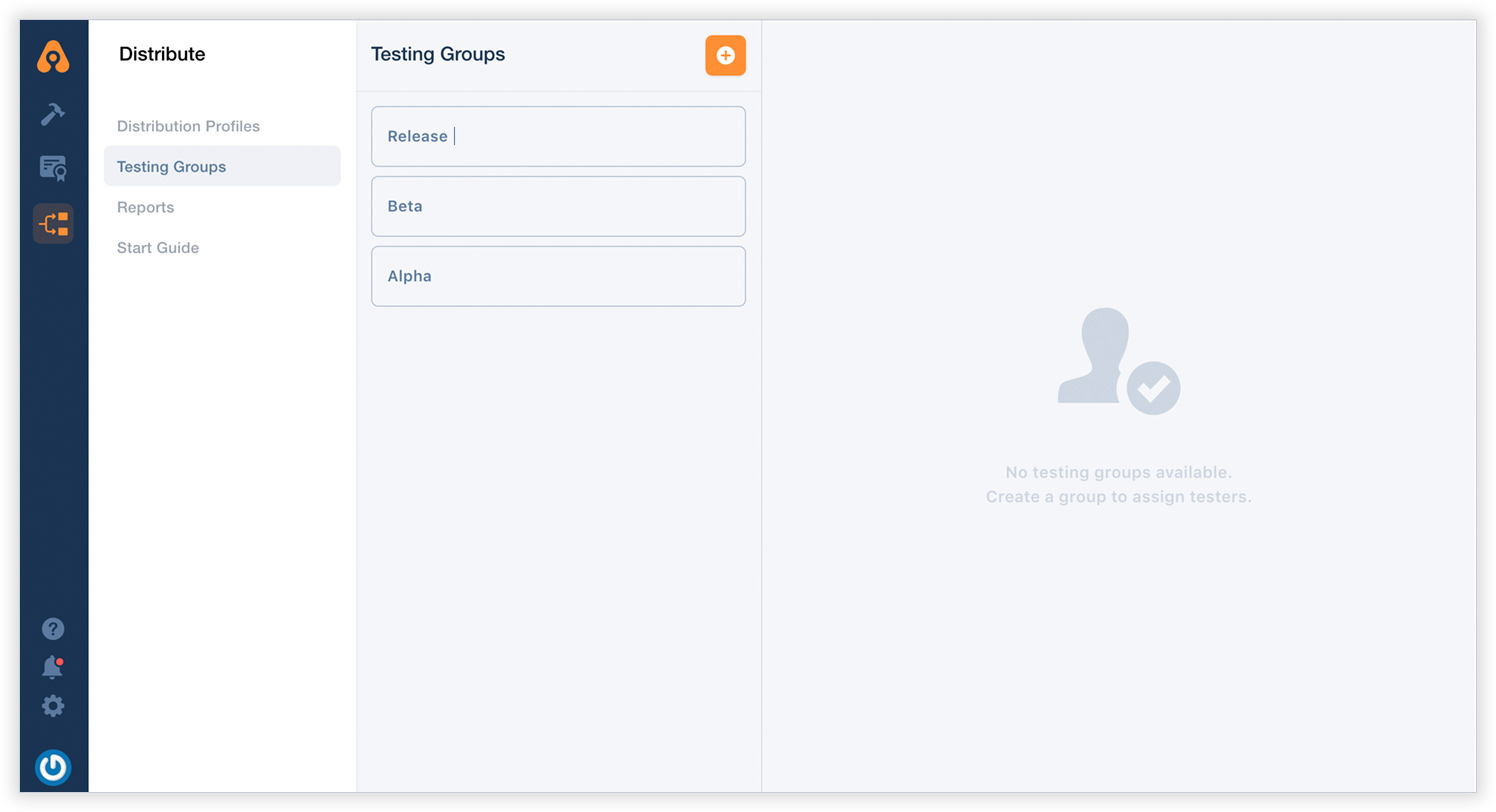 Distribute
Distribution Profiles
Testing Groups
Reports
Start Guide
Testing Groups
Release
Beta
Alpha
No testing groups available.
Create a group to assign testers.